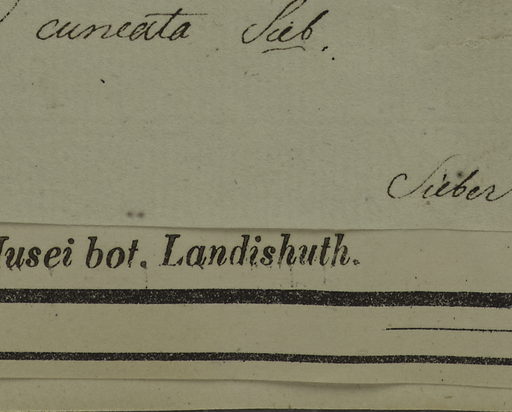 cuneata Sieb.
Sieber
Musei bot. Landishuth.